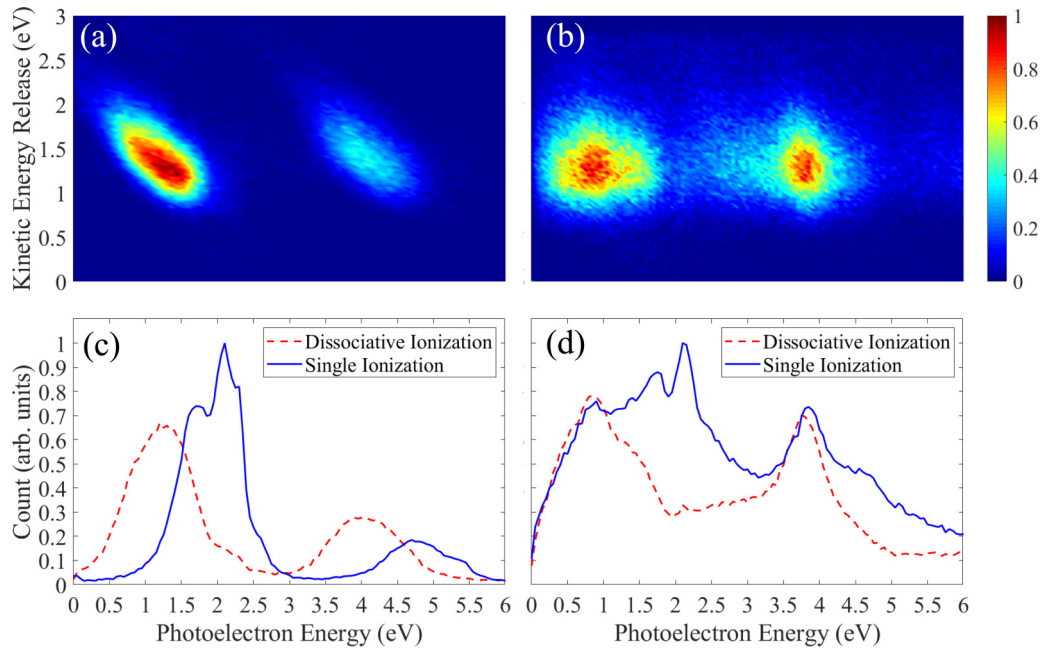 (a)
(b)
Kinetic Energy Release (eV)
3
2.5
2
1.5
1
0.5
0
1
0.8
0.6
0.4
0.2
0
(c)
Dissociative Ionization
Single Ionization
(d)
Dissociative Ionization
Single Ionization
Count (arb. units)
1
0.9
0.8
0.7
0.6
0.5
0.4
0.3
0.2
0.1
0
0 0.5 1 1.5 2 2.5 3 3.5 4 4.5 5 5.5 6
0 0.5 1 1.5 2 2.5 3 3.5 4 4.5 5 5.5 6
Photoelectron Energy (eV)
Photoelectron Energy (eV)